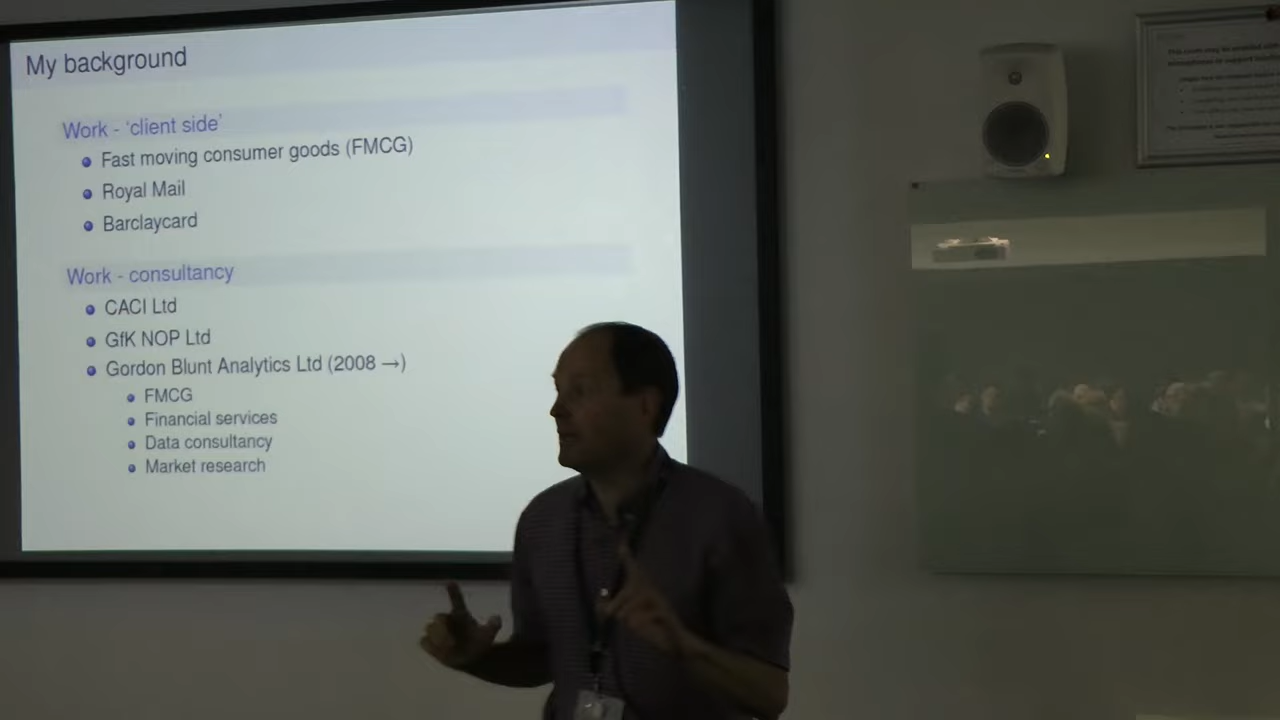 My background
Work - ‘client side’
Fast moving consumer goods (FMCG)
Royal Mail
Barclaycard
Work - consultancy
CACI Ltd
GfK NOP Ltd
Gordon Blunt Analytics Ltd (2008 →)
FMCG
Financial services
Data consultancy
Market research